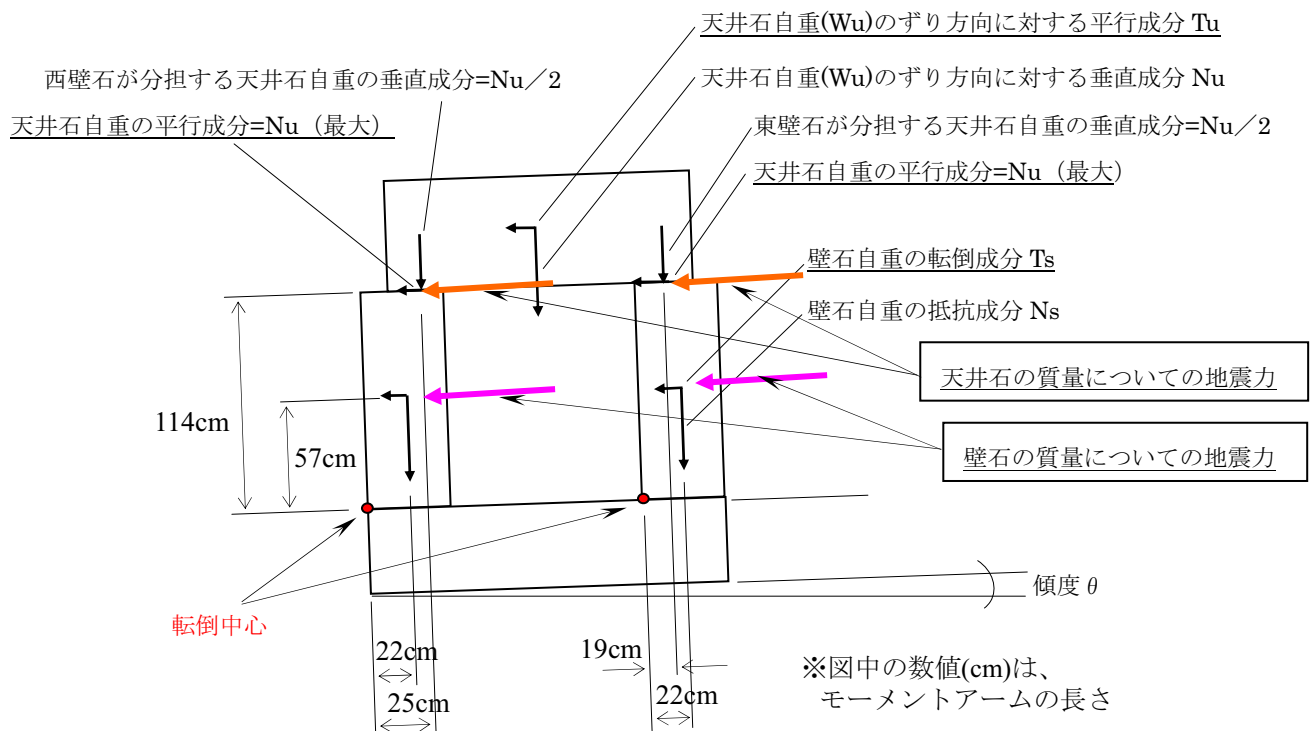 天井石自重(Wu)のずり方向に対する平行成分 Tu
西壁石が分担する天井石自重の垂直成分=Nu／2
天井石自重(Wu)のずり方向に対する垂直成分 Nu
天井石自重の平行成分=Nu（最大）
東壁石が分担する天井石自重の垂直成分=Nu／2
天井石自重の平行成分=Nu（最大）
壁石自重の転倒成分 Ts
壁石自重の抵抗成分 Ns
天井石の質量についての地震力
114cm
57cm
壁石の質量についての地震力
傾度 θ
転倒中心
22cm
19cm
※図中の数値(cm)は、
25cm
22cm
モーメントアームの長さ